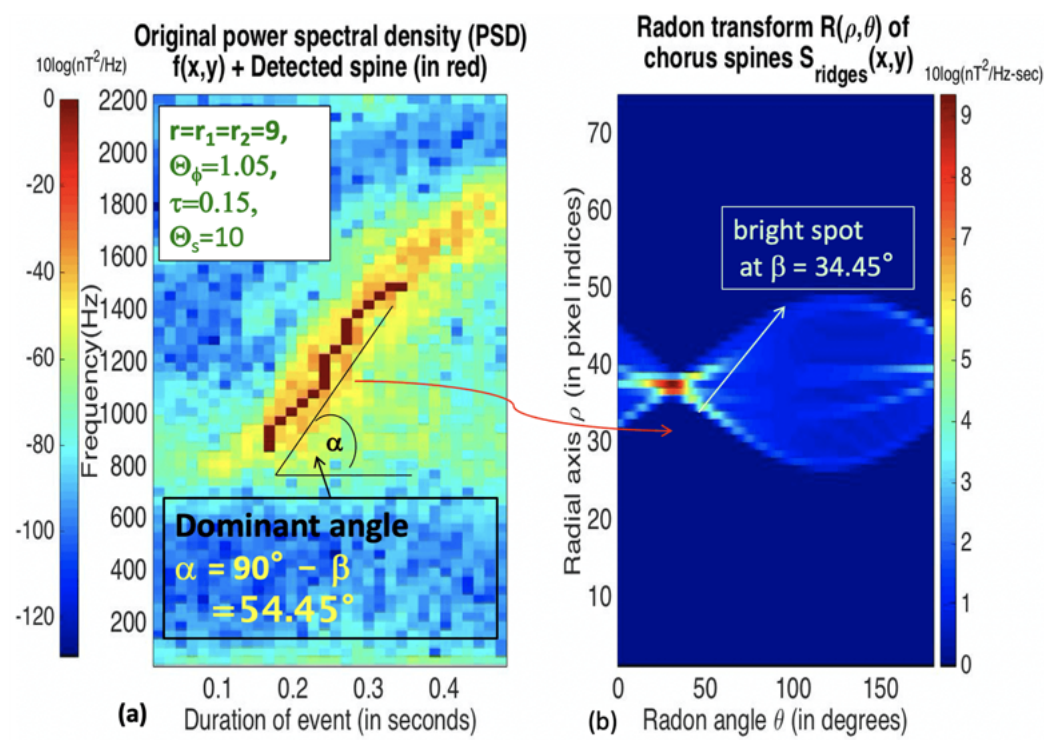 Original power spectral density (PSD)
f(x,y) + Detected spine (in red)
10log(nT²/Hz)
0
-20
-40
-60
-80
-100
-120
Frequency(Hz)
2200
2000
1800
1600
1400
1200
1000
800
600
400
200
r=r₁=r₂=9,
Θ_ϕ=1.05,
τ=0.15,
Θₛ=10
α
Dominant angle
α = 90° − β
= 54.45°
0.1 0.2 0.3 0.4
(a)
Duration of event (in seconds)
Radon transform R(ρ,θ) of
chorus spines S_ridges(x,y)
10log(nT²/Hz-sec)
Radial axis ρ (in pixel indices)
70
60
50
40
30
20
10
bright spot
at β = 34.45°
9
8
7
6
5
4
3
2
1
0
0 50 100 150
(b)
Radon angle θ (in degrees)